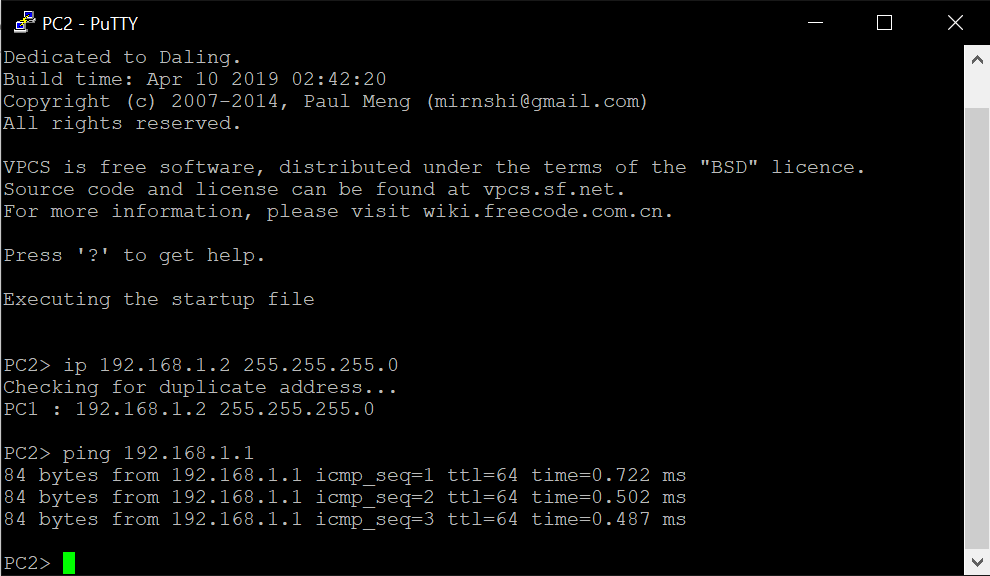 PC2 - PuTTY
Dedicated to Daling.
Build time: Apr 10 2019 02:42:20
Copyright (c) 2007-2014, Paul Meng (mirnshi@gmail.com)
All rights reserved.
VPCS is free software, distributed under the terms of the "BSD" licence.
Source code and license can be found at vpcs.sf.net.
For more information, please visit wiki.freecode.com.cn.
Press '?' to get help.
Executing the startup file
PC2> ip 192.168.1.2 255.255.255.0
Checking for duplicate address...
PC1 : 192.168.1.2 255.255.255.0
PC2> ping 192.168.1.1
84 bytes from 192.168.1.1 icmp_seq=1 ttl=64 time=0.722 ms
84 bytes from 192.168.1.1 icmp_seq=2 ttl=64 time=0.502 ms
84 bytes from 192.168.1.1 icmp_seq=3 ttl=64 time=0.487 ms
PC2>